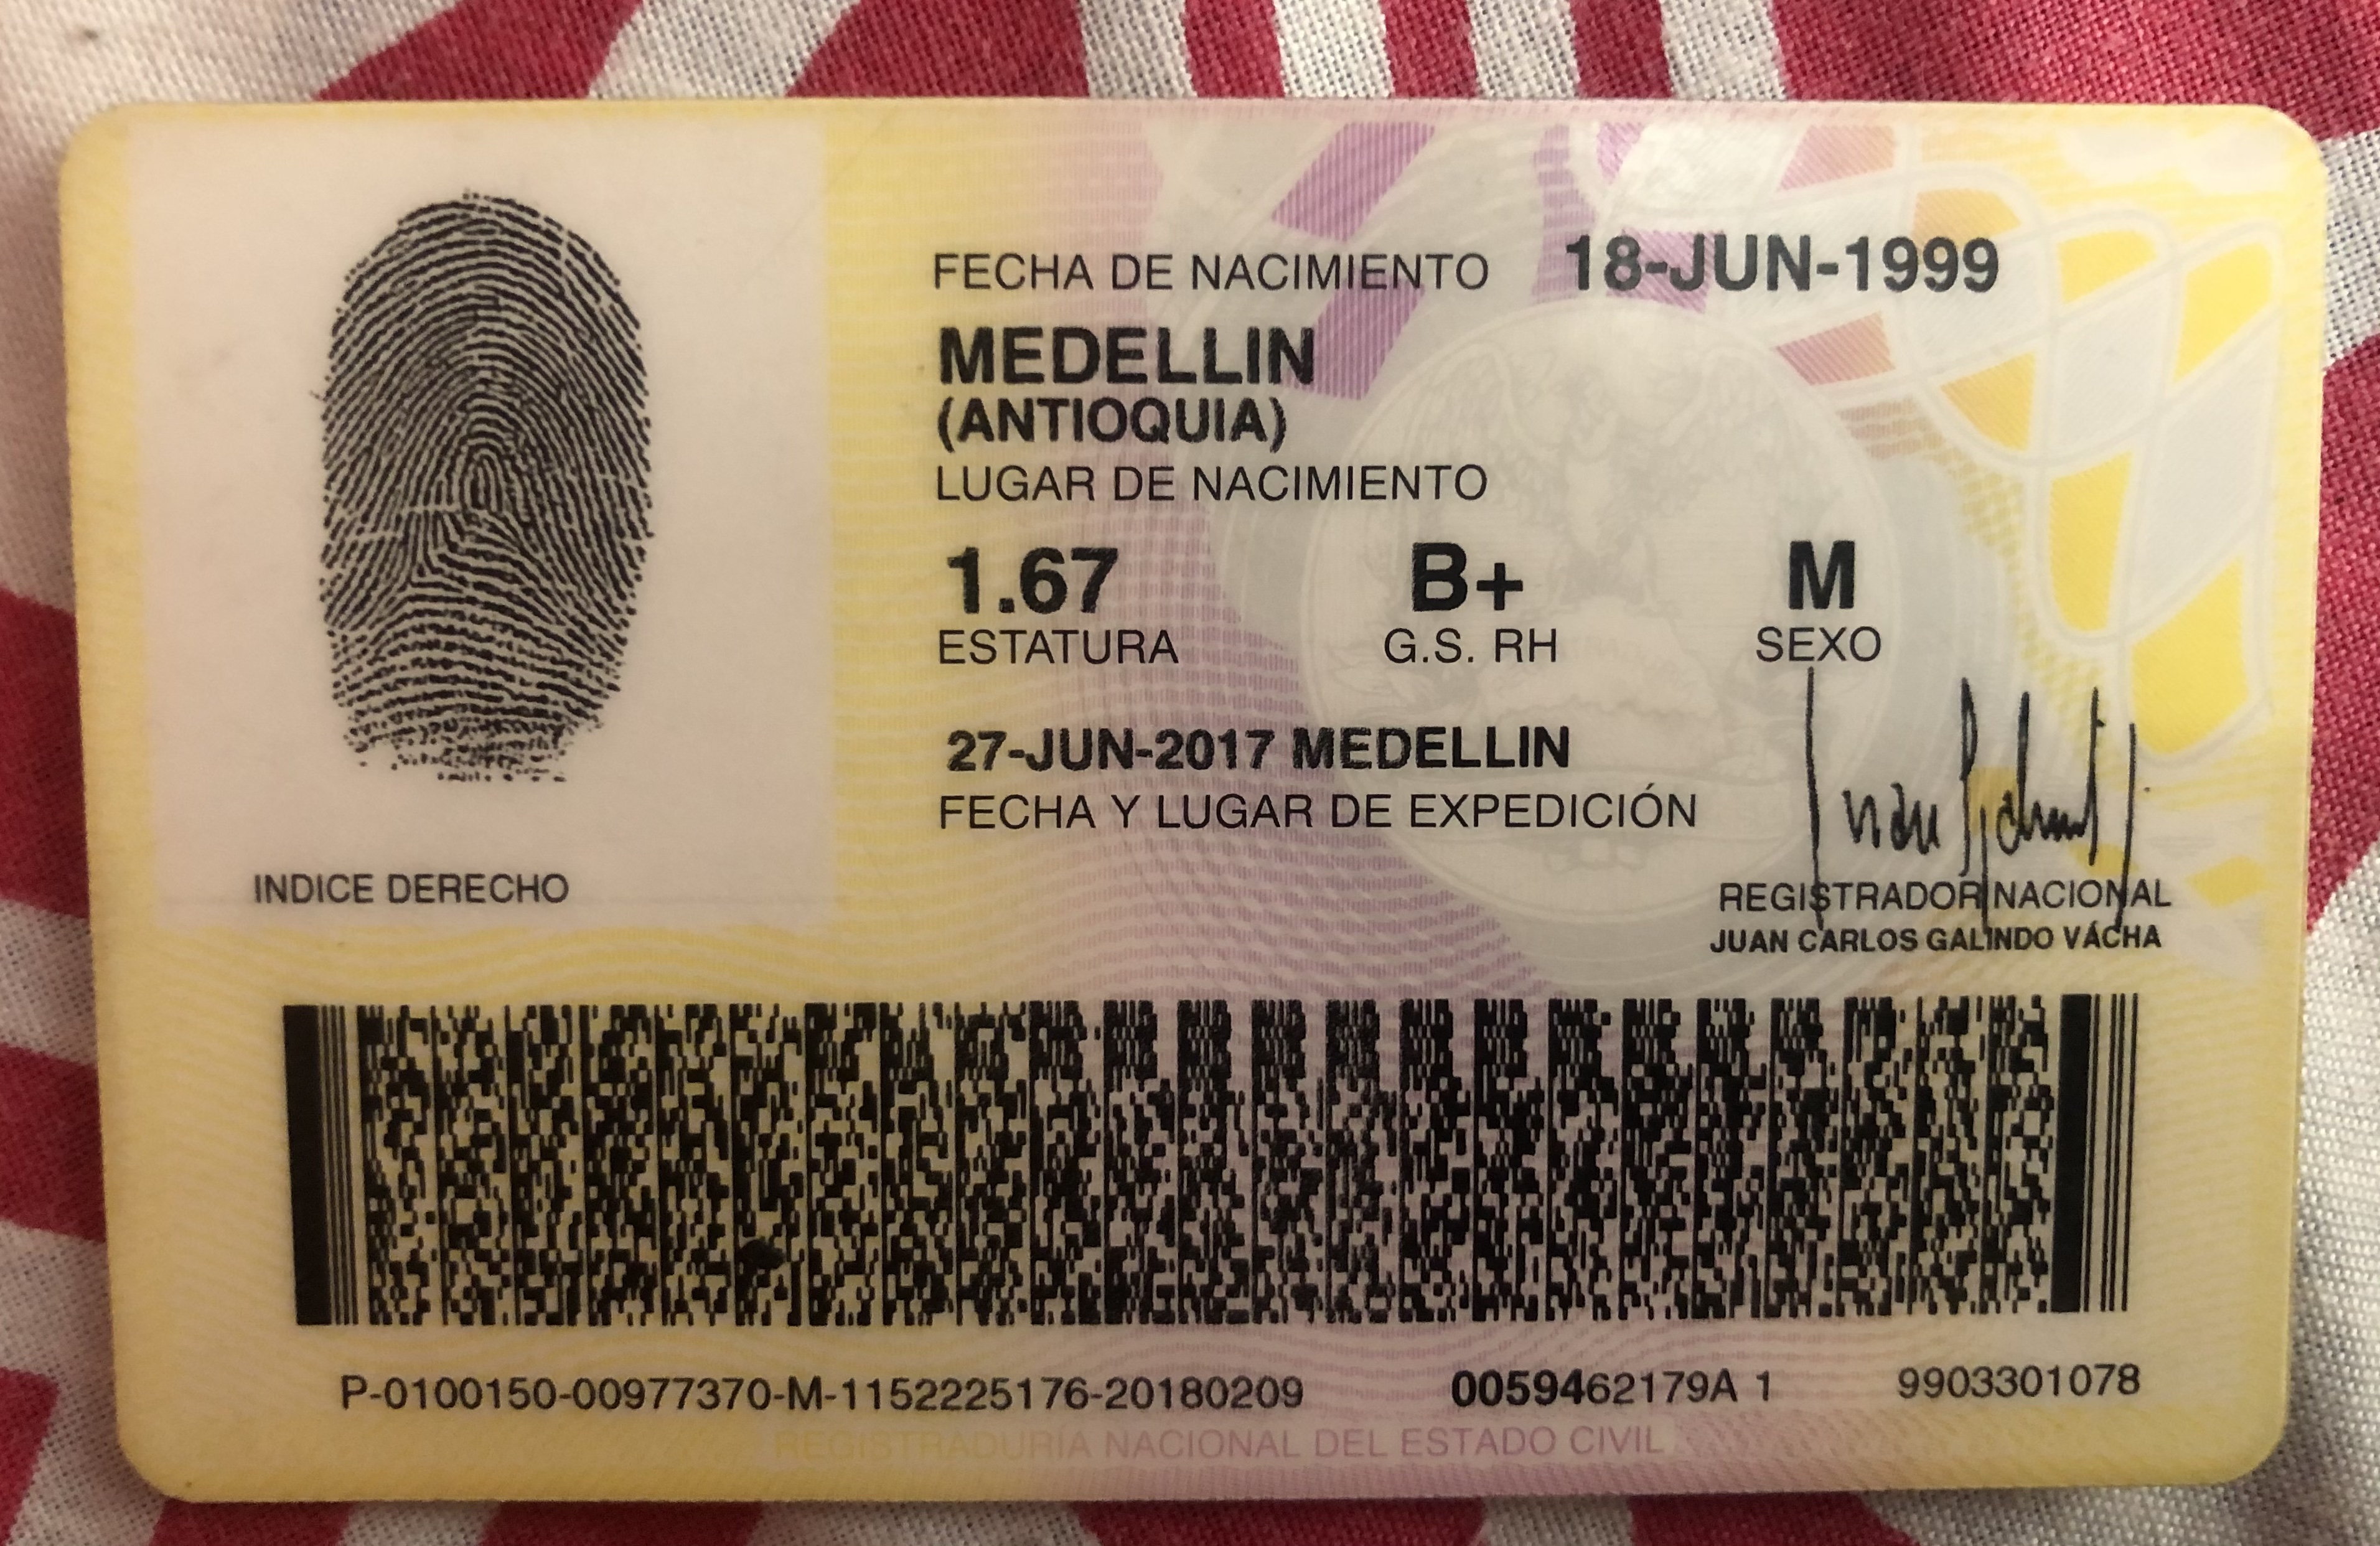 FECHA DE NACIMIENTO 18-JUN-1999
MEDELLIN
(ANTIOQUIA)
LUGAR DE NACIMIENTO
1.67 B+ M
ESTATURA G.S. RH SEXO
27-JUN-2017 MEDELLIN
FECHA Y LUGAR DE EXPEDICIÓN
INDICE DERECHO
REGISTRADOR NACIONAL
JUAN CARLOS GALINDO VÁCHA
P-0100150-00977370-M-1152225176-20180209 0059462179A 1 9903301078
REGISTRADURIA NACIONAL DEL ESTADO CIVIL